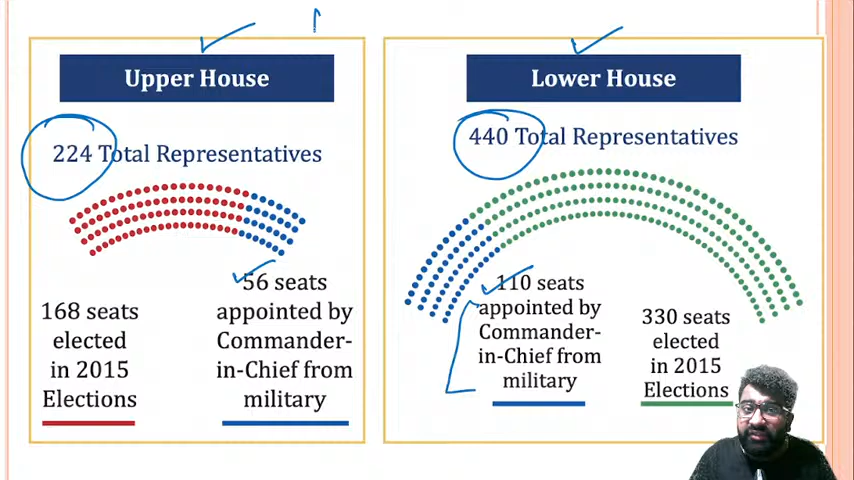 Upper House
224 Total Representatives
168 seats
elected
in 2015
Elections
56 seats
appointed by
Commander-
in-Chief from
military
Lower House
440 Total Representatives
110 seats
appointed by
Commander-
in-Chief from
military
330 seats
elected
in 2015
Elections